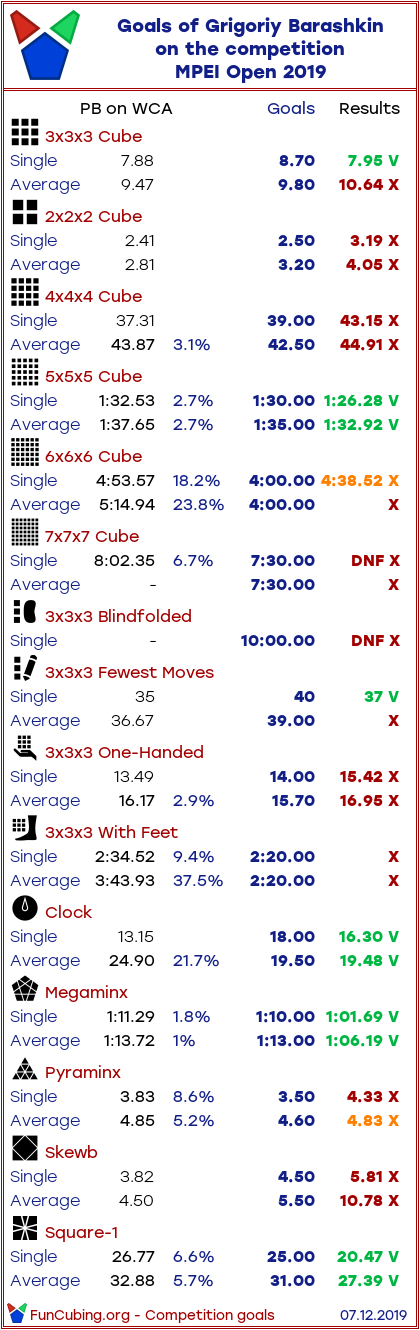 Goals of Grigoriy Barashkin
on the competition
MPEI Open 2019
PB on WCA Goals Results
3x3x3 Cube
Single 7.88 8.70 7.95 V
Average 9.47 9.80 10.64 X
2x2x2 Cube
Single 2.41 2.50 3.19 X
Average 2.81 3.20 4.05 X
4x4x4 Cube
Single 37.31 39.00 43.15 X
Average 43.87 3.1% 42.50 44.91 X
5x5x5 Cube
Single 1:32.53 2.7% 1:30.00 1:26.28 V
Average 1:37.65 2.7% 1:35.00 1:32.92 V
6x6x6 Cube
Single 4:53.57 18.2% 4:00.00 4:38.52 X
Average 5:14.94 23.8% 4:00.00 X
7x7x7 Cube
Single 8:02.35 6.7% 7:30.00 DNF X
Average - 7:30.00 X
3x3x3 Blindfolded
Single - 10:00.00 DNF X
3x3x3 Fewest Moves
Single 35 40 37 V
Average 36.67 39.00 X
3x3x3 One-Handed
Single 13.49 14.00 15.42 X
Average 16.17 2.9% 15.70 16.95 X
3x3x3 With Feet
Single 2:34.52 9.4% 2:20.00 X
Average 3:43.93 37.5% 2:20.00 X
Clock
Single 13.15 18.00 16.30 V
Average 24.90 21.7% 19.50 19.48 V
Megaminx
Single 1:11.29 1.8% 1:10.00 1:01.69 V
Average 1:13.72 1% 1:13.00 1:06.19 V
Pyraminx
Single 3.83 8.6% 3.50 4.33 X
Average 4.85 5.2% 4.60 4.83 X
Skewb
Single 3.82 4.50 5.81 X
Average 4.50 5.50 10.78 X
Square-1
Single 26.77 6.6% 25.00 20.47 V
Average 32.88 5.7% 31.00 27.39 V
FunCubing.org - Competition goals 07.12.2019